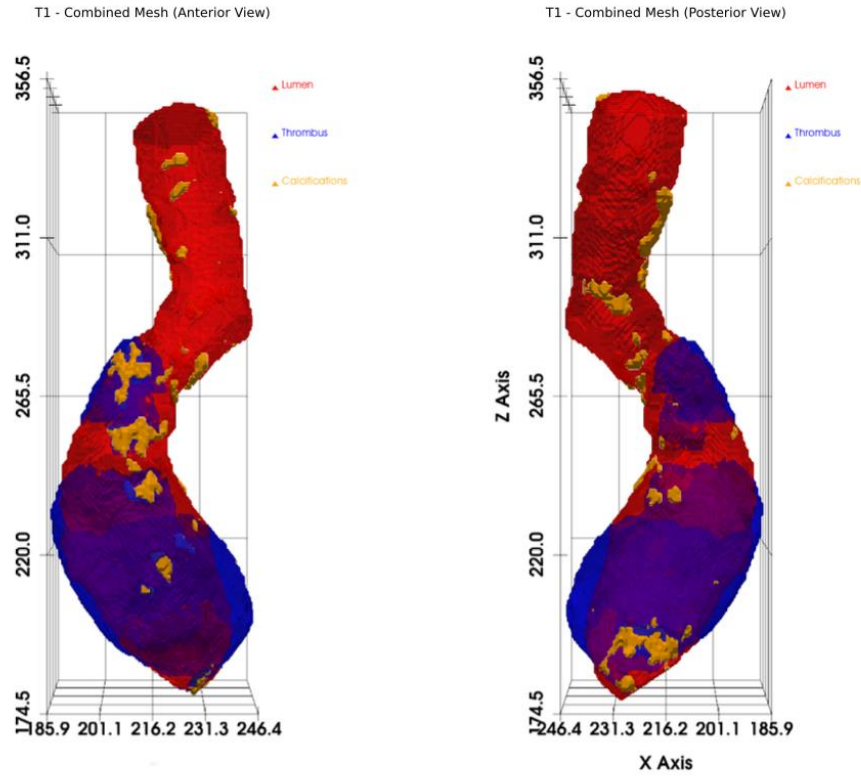 T1 - Combined Mesh (Anterior View)
356.5
311.0
265.5
220.0
174.5
185.9 201.1 216.2 231.3 246.4
Lumen
Thrombus
Calcifications
T1 - Combined Mesh (Posterior View)
356.5
311.0
265.5
220.0
174.5
Z Axis
246.4 231.3 216.2 201.1 185.9
X Axis
Lumen
Thrombus
Calcifications